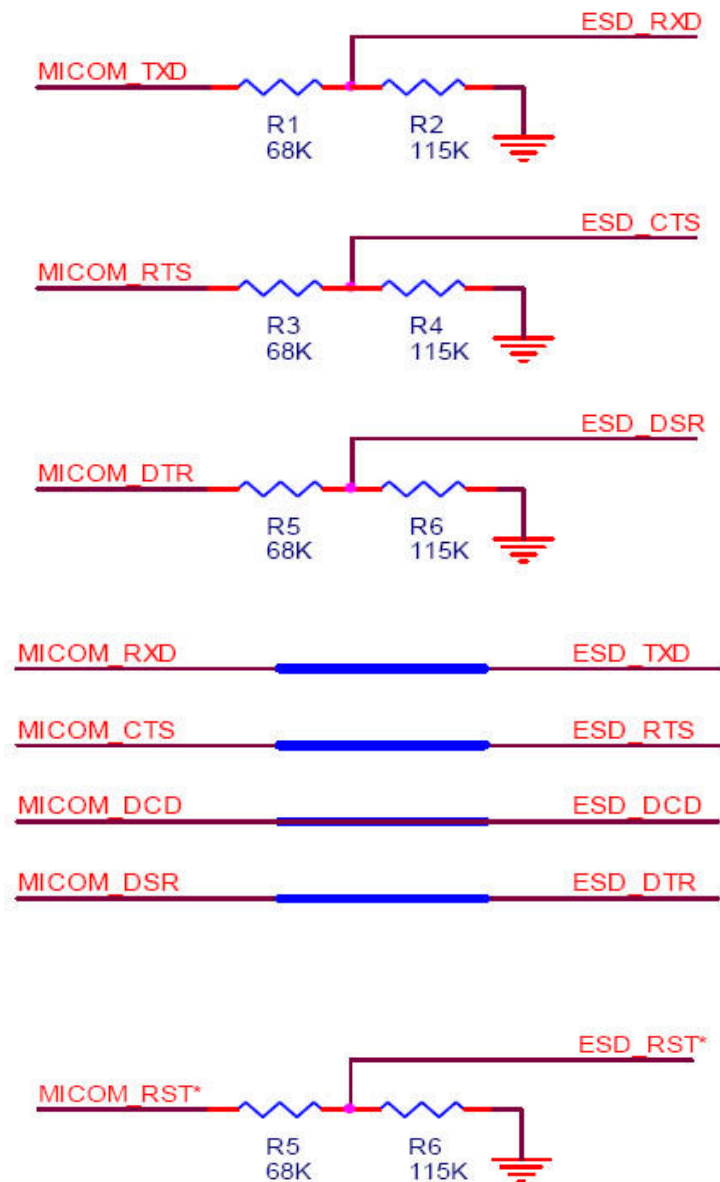 ESD_RXD
MICOM_TXD
R1 R2
68K 115K
ESD_CTS
MICOM_RTS
R3 R4
68K 115K
ESD_DSR
MICOM_DTR
R5 R6
68K 115K
MICOM_RXD ESD_TXD
MICOM_CTS ESD_RTS
MICOM_DCD ESD_DCD
MICOM_DSR ESD_DTR
ESD_RST*
MICOM_RST*
R5 R6
68K 115K